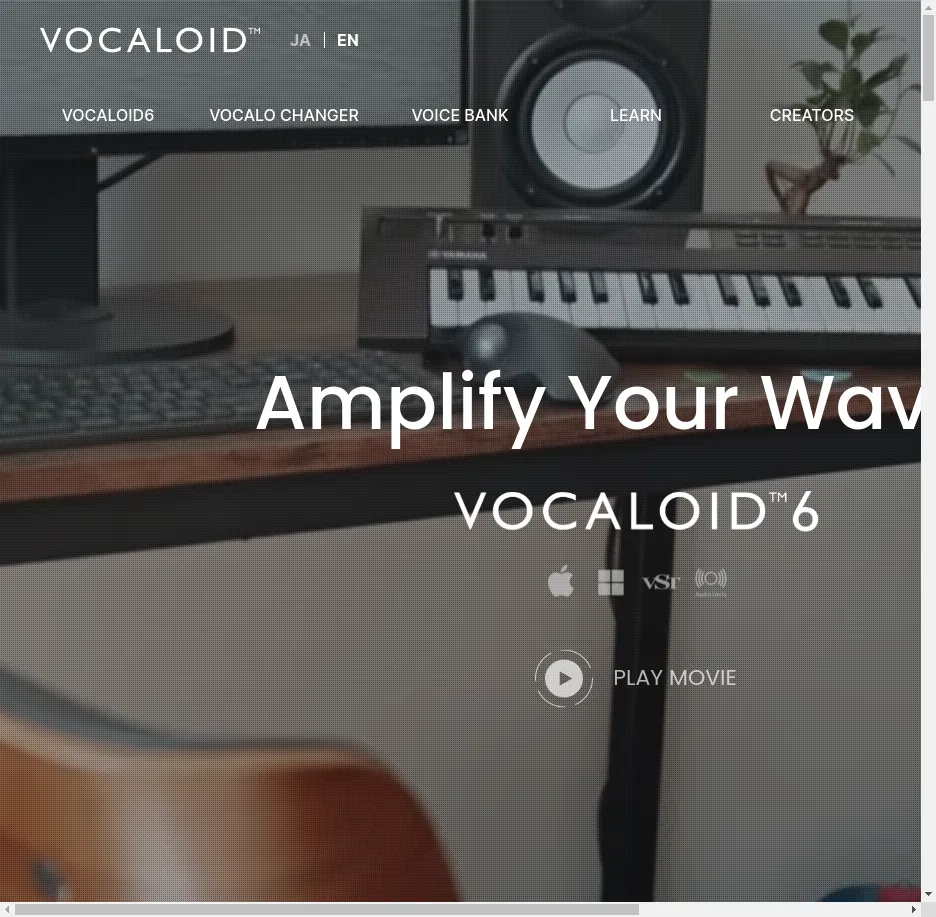 VOCALOID™ JA | EN
VOCALOID6 VOCALO CHANGER VOICE BANK LEARN CREATORS
YAMAHA
Amplify Your Wav
VOCALOID™6
VST Audio Units
PLAY MOVIE